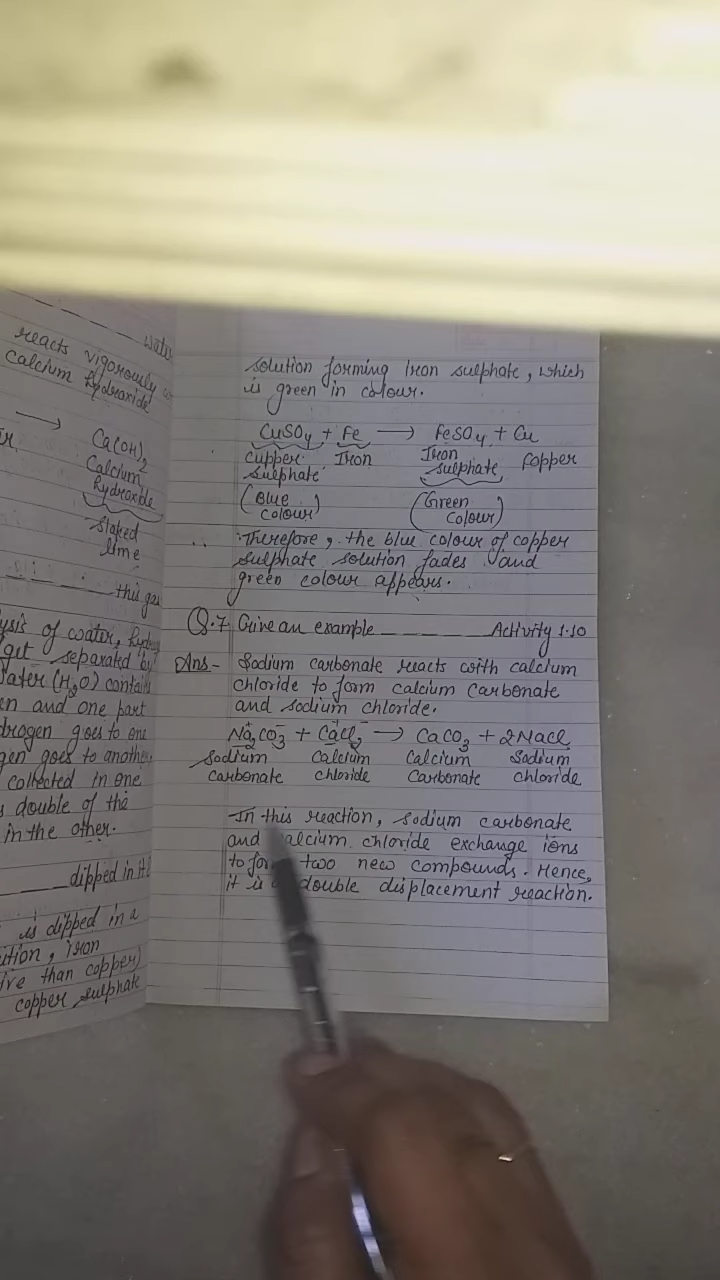 water
reacts vigorously
calcium hydroxide
→ Ca(OH)2
Calcium
hydroxide
slaked
lime
this gas
of water,
get separated by
(H2O) contains
and one part
goes to one
goes to another
collected in one
double of the
in the other.
dipped in
is dipped in a
, iron
than copper)
copper sulphate
solution forming Iron sulphate, which
is green in colour.
CuSO4 + Fe → FeSO4 + Cu
Cupper Iron Iron Copper
sulphate sulphate
(Blue colour) (Green Colour)
Therefore, the blue colour of copper
sulphate solution fades and
green colour appears.
Q.7 Give an example Activity 1.10
Ans- Sodium carbonate reacts with calcium
chloride to form calcium carbonate
and sodium chloride.
Na2+CO3- + Ca+Cl2- → CaCO3 + 2NaCl
Sodium Calcium Calcium Sodium
carbonate chloride Carbonate chloride
In this reaction, sodium carbonate
and calcium chloride exchange ions
to form two new compounds. Hence,
it is double displacement reaction.